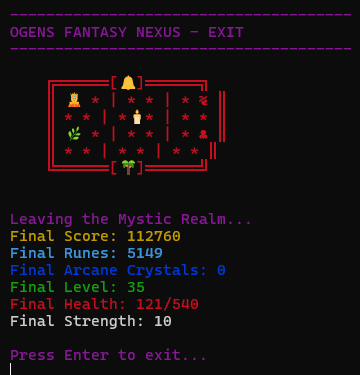 OGENS FANTASY NEXUS - EXIT
Leaving the Mystic Realm...
Final Score: 112760
Final Runes: 5149
Final Arcane Crystals: 0
Final Level: 35
Final Health: 121/540
Final Strength: 10
Press Enter to exit...